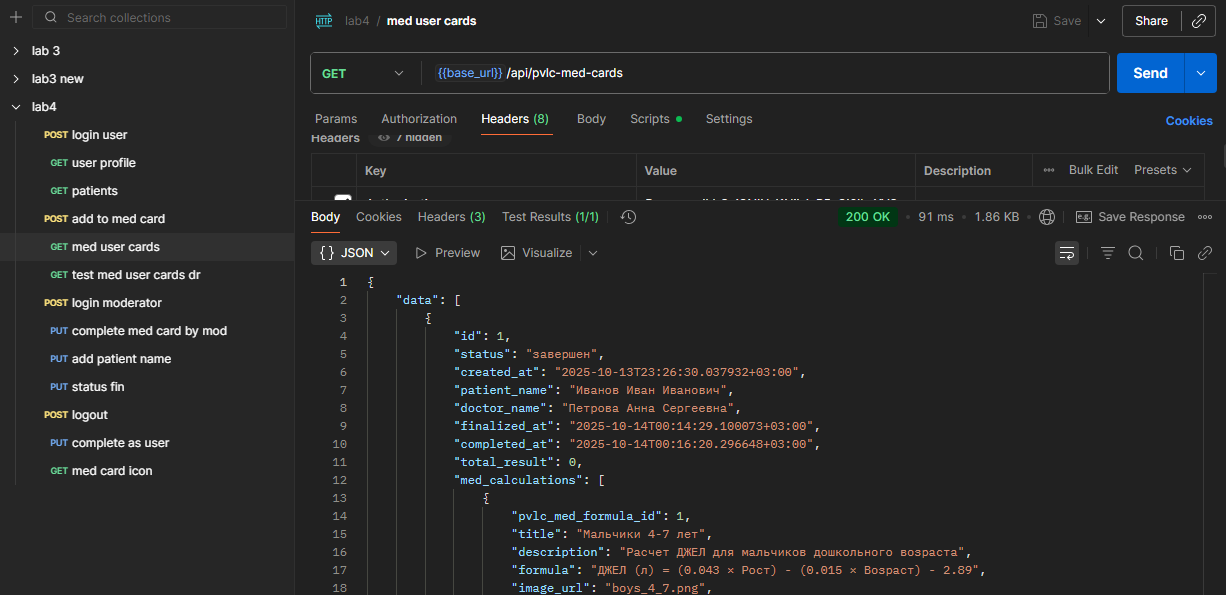 Search collections
lab 3
lab3 new
lab4
POST login user
GET user profile
GET patients
POST add to med card
GET med user cards
GET test med user cards dr
POST login moderator
PUT complete med card by mod
PUT add patient name
PUT status fin
POST logout
PUT complete as user
GET med card icon
HTTP lab4 / med user cards
Save
Share
GET {{base_url}} /api/pvlc-med-cards
Send
Params Authorization Headers (8) Body Scripts Settings
Cookies
Headers 7 hidden
Key Value Description Bulk Edit Presets
Body Cookies Headers (3) Test Results (1/1)
200 OK 91 ms 1.86 KB Save Response
{} JSON Preview Visualize
1 {
2 "data": [
3 {
4 "id": 1,
5 "status": "завершен",
6 "created_at": "2025-10-13T23:26:30.037932+03:00",
7 "patient_name": "Иванов Иван Иванович",
8 "doctor_name": "Петрова Анна Сергеевна",
9 "finalized_at": "2025-10-14T00:14:29.100073+03:00",
10 "completed_at": "2025-10-14T00:16:20.296648+03:00",
11 "total_result": 0,
12 "med_calculations": [
13 {
14 "pvlc_med_formula_id": 1,
15 "title": "Мальчики 4-7 лет",
16 "description": "Расчет ДЖЕЛ для мальчиков дошкольного возраста",
17 "formula": "ДЖЕЛ (л) = (0.043 × Рост) - (0.015 × Возраст) - 2.89",
18 "image_url": "boys_4_7.png",